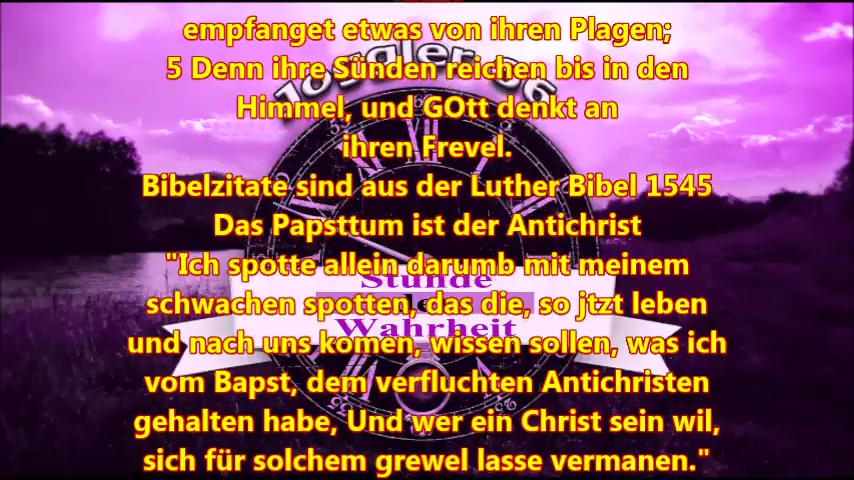 empfanget etwas von ihren Plagen;
5 Denn ihre Sünden reichen bis in den
Himmel, und GOtt denkt an
ihren Frevel.
Bibelzitate sind aus der Luther Bibel 1545
Das Papsttum ist der Antichrist
"Ich spotte allein darumb mit meinem
Stunde
schwachen spotten, das die, so jtzt leben
Wahrheit
und nach uns komen, wissen sollen, was ich
vom Bapst, dem verfluchten Antichristen
gehalten habe, Und wer ein Christ sein wil,
sich für solchem grewel lasse vermanen."